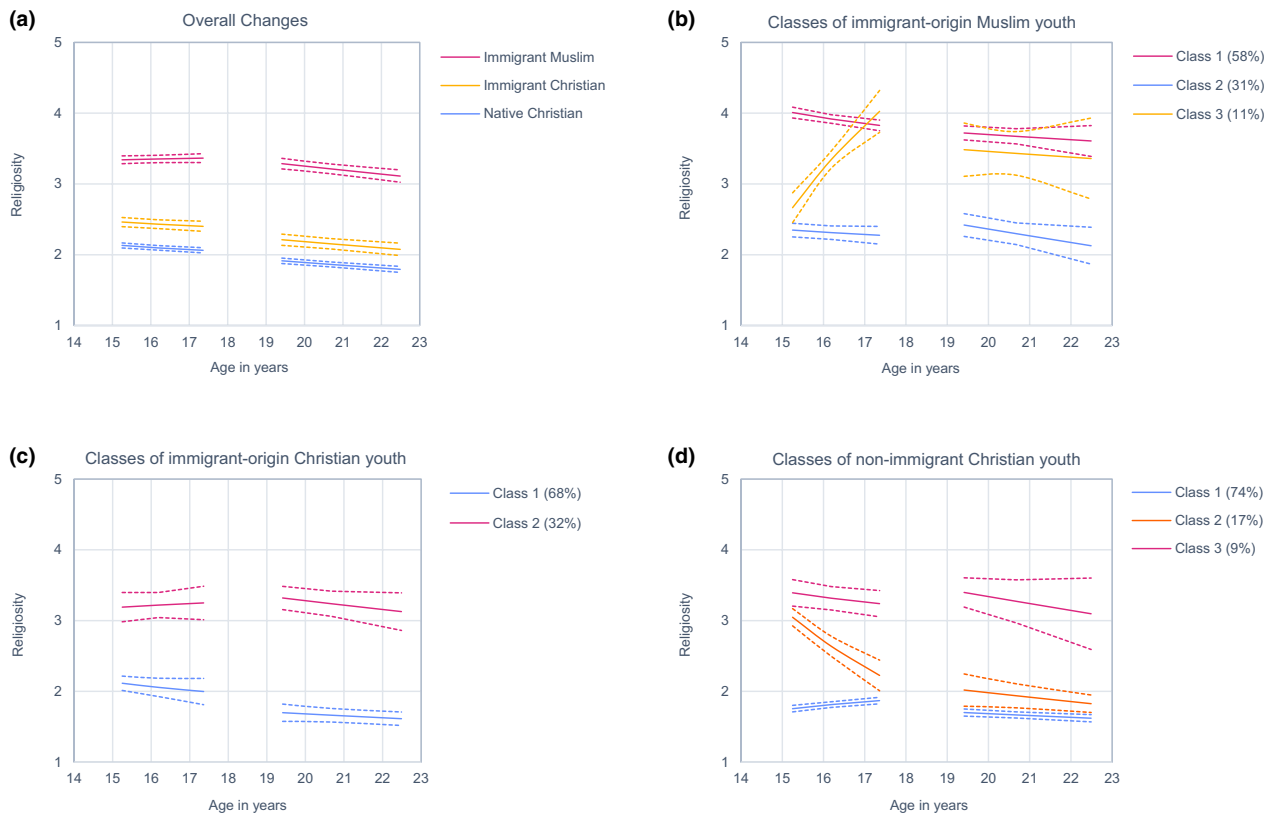 (a)
Overall Changes
5
4
3
2
1
Religiosity
14 15 16 17 18 19 20 21 22 23
Age in years
Immigrant Muslim
Immigrant Christian
Native Christian
(b)
Classes of immigrant-origin Muslim youth
5
4
3
2
1
Religiosity
14 15 16 17 18 19 20 21 22 23
Age in years
Class 1 (58%)
Class 2 (31%)
Class 3 (11%)
(c)
Classes of immigrant-origin Christian youth
5
4
3
2
1
Religiosity
14 15 16 17 18 19 20 21 22 23
Age in years
Class 1 (68%)
Class 2 (32%)
(d)
Classes of non-immigrant Christian youth
5
4
3
2
1
Religiosity
14 15 16 17 18 19 20 21 22 23
Age in years
Class 1 (74%)
Class 2 (17%)
Class 3 (9%)